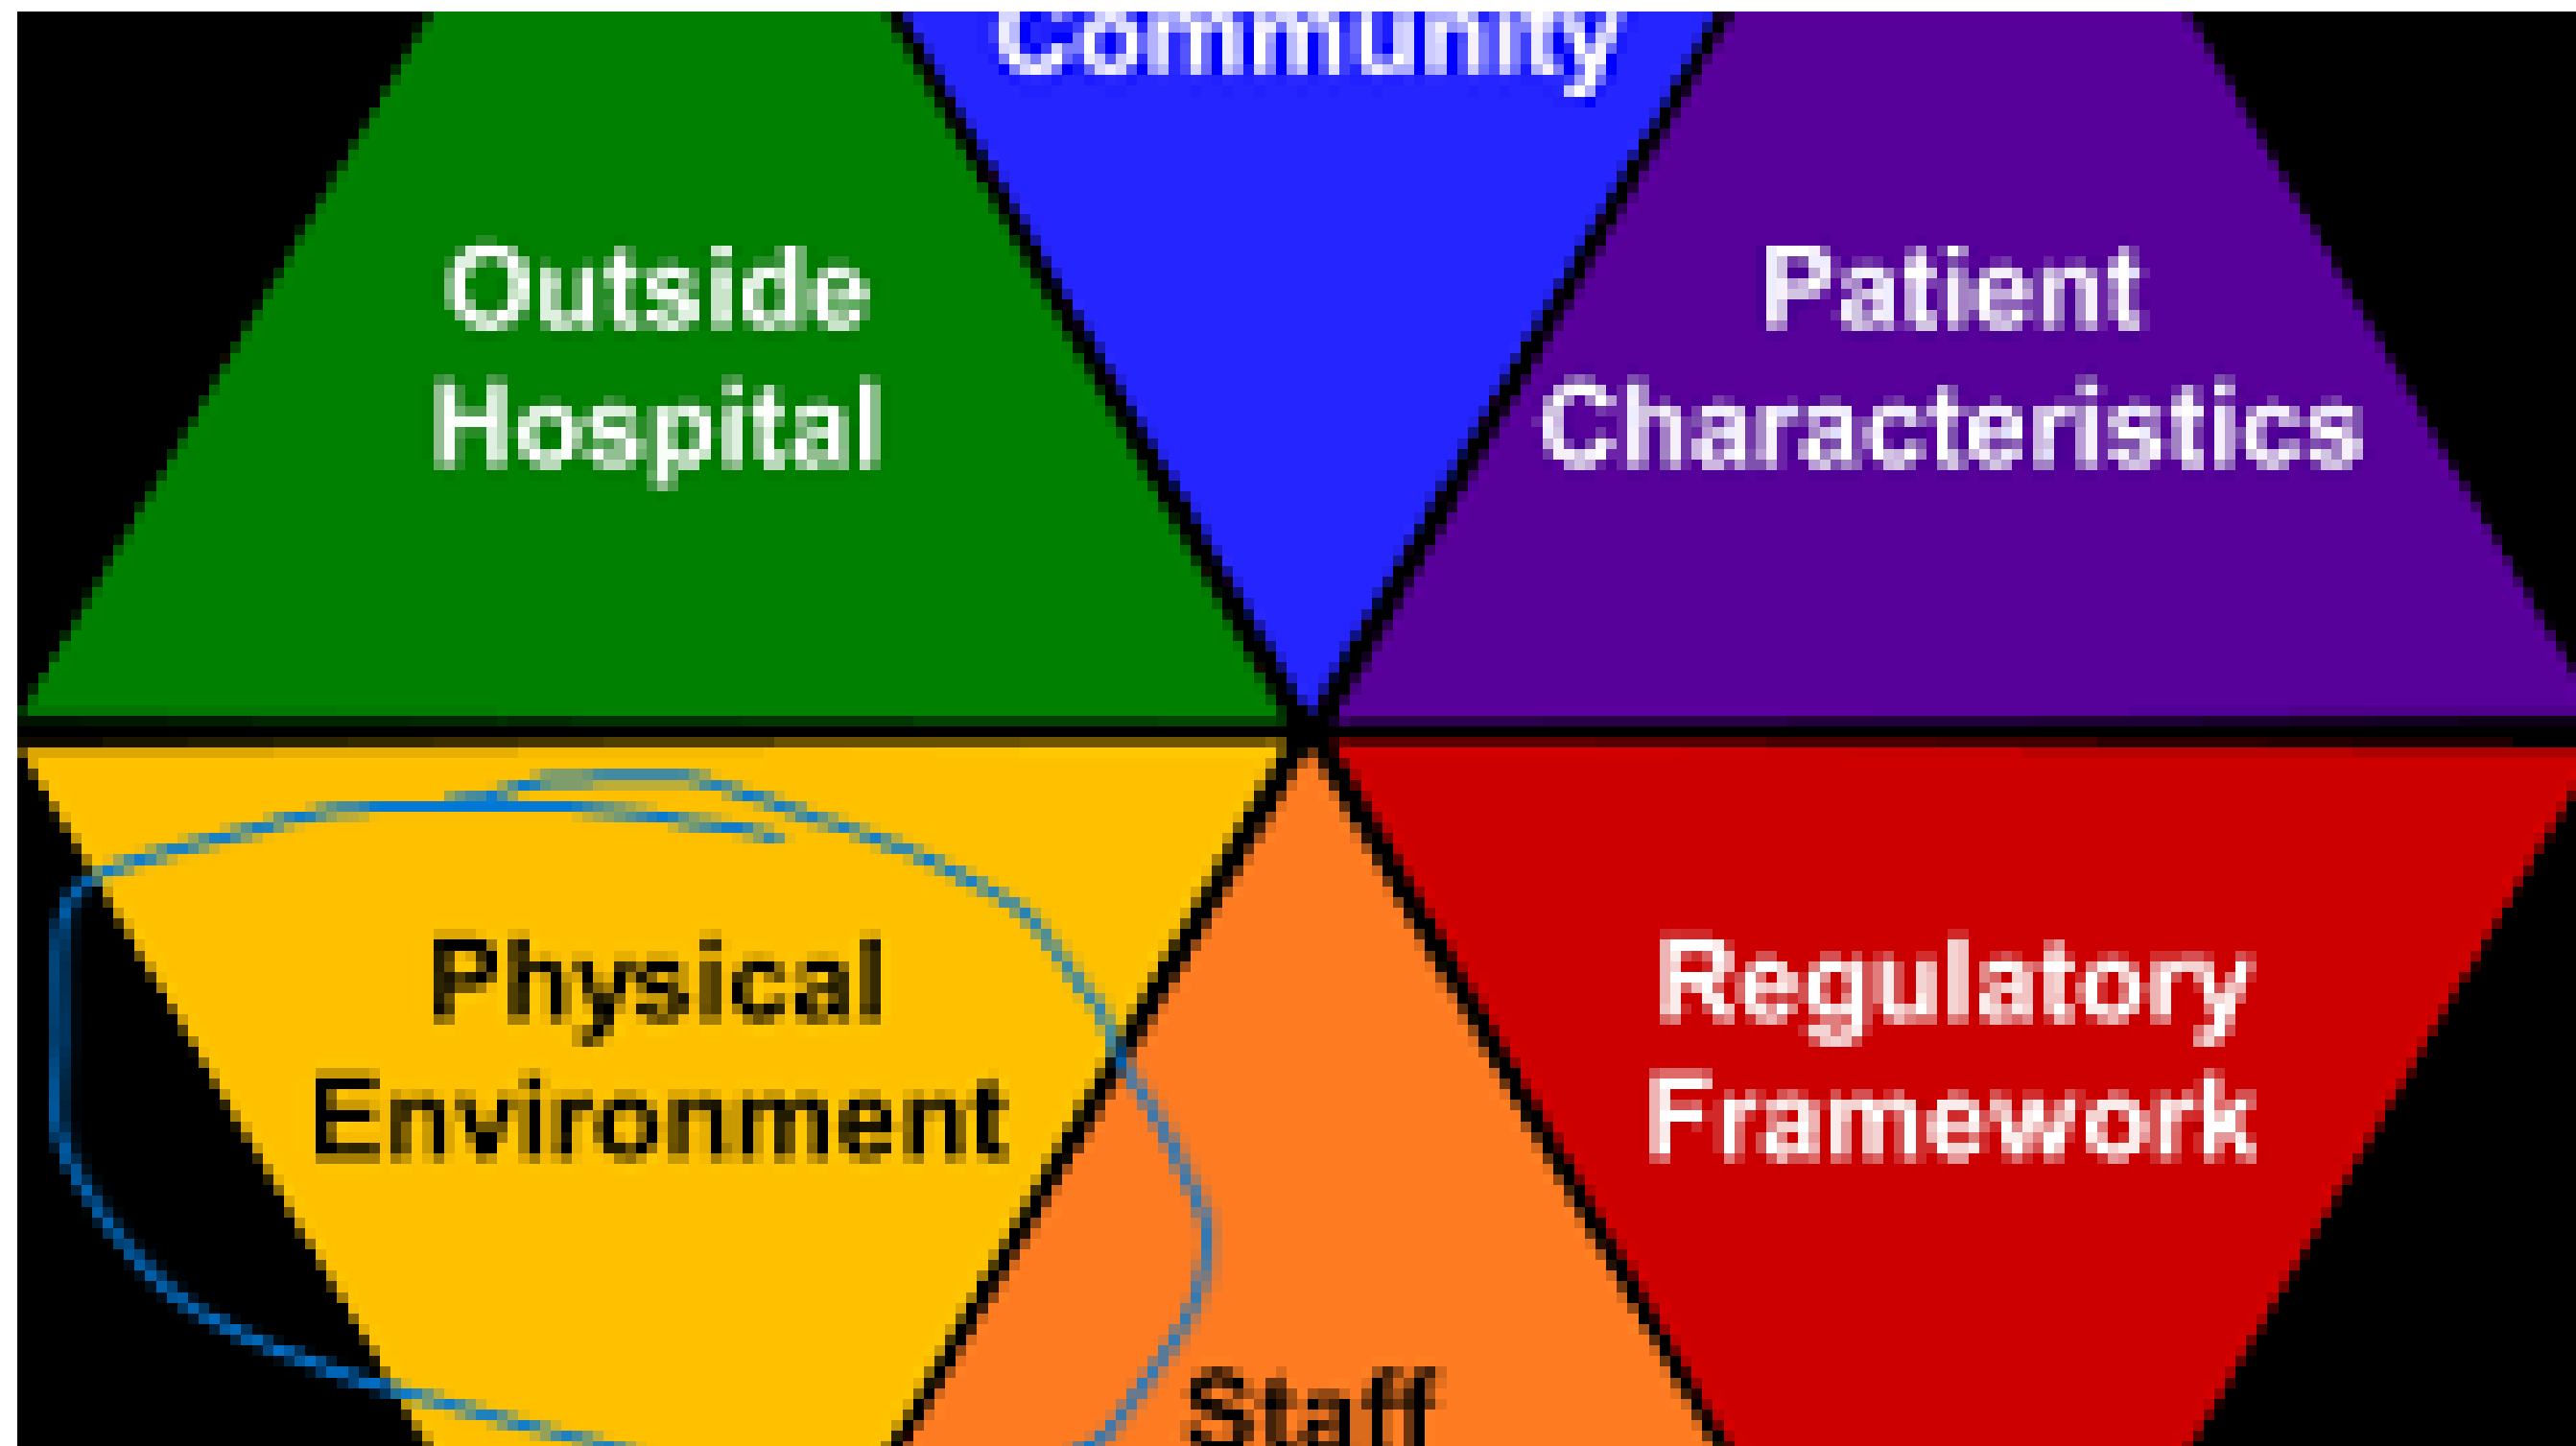 Community
Outside
Hospital
Patient
Characteristics
Physical
Environment
Regulatory
Framework
Staff